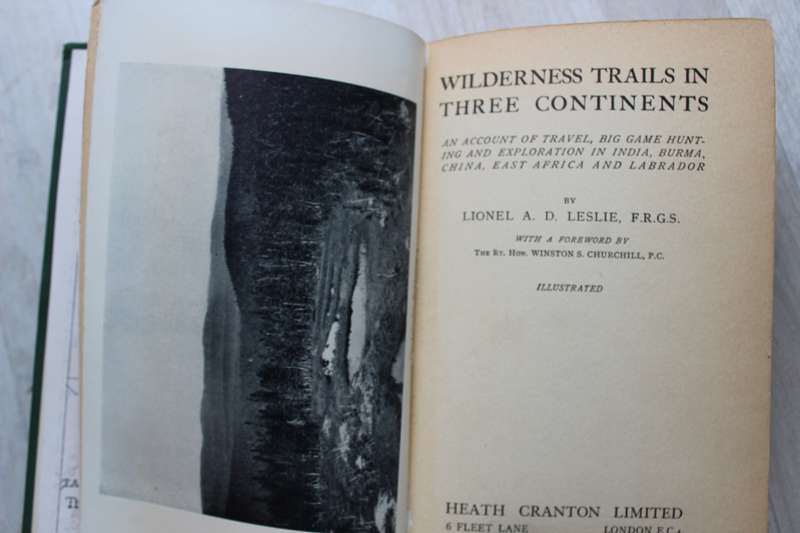 WILDERNESS TRAILS IN
THREE CONTINENTS
AN ACCOUNT OF TRAVEL, BIG GAME HUNT-
ING AND EXPLORATION IN INDIA, BURMA,
CHINA, EAST AFRICA AND LABRADOR
BY
LIONEL A. D. LESLIE, F.R.G.S.
WITH A FOREWORD BY
THE RT. HON. WINSTON S. CHURCHILL, P.C.
ILLUSTRATED
HEATH CRANTON LIMITED
6 FLEET LANE LONDON E.C.4